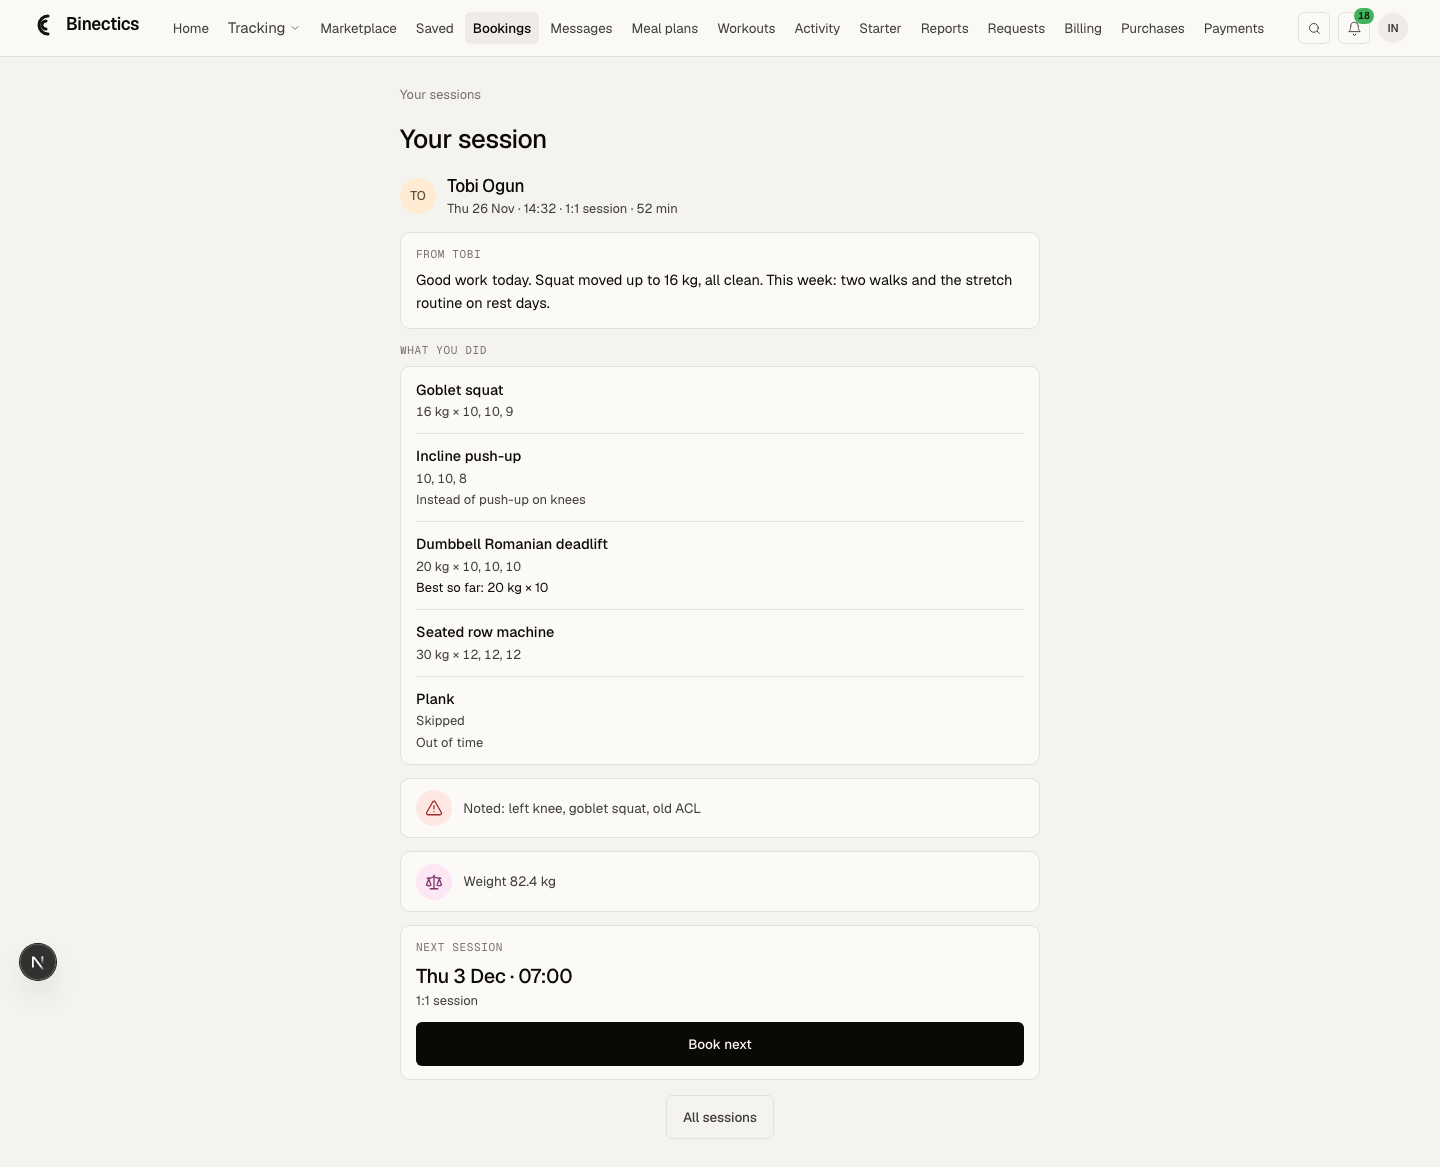 Binectics
Home Tracking Marketplace Saved Bookings Messages Meal plans Workouts Activity Starter Reports Requests Billing Purchases Payments 18 IN
Your sessions
Your session
TO
Tobi Ogun
Thu 26 Nov · 14:32 · 1:1 session · 52 min
FROM TOBI
Good work today. Squat moved up to 16 kg, all clean. This week: two walks and the stretch
routine on rest days.
WHAT YOU DID
Goblet squat
16 kg × 10, 10, 9
Incline push-up
10, 10, 8
Instead of push-up on knees
Dumbbell Romanian deadlift
20 kg × 10, 10, 10
Best so far: 20 kg × 10
Seated row machine
30 kg × 12, 12, 12
Plank
Skipped
Out of time
Noted: left knee, goblet squat, old ACL
Weight 82.4 kg
N
NEXT SESSION
Thu 3 Dec · 07:00
1:1 session
Book next
All sessions